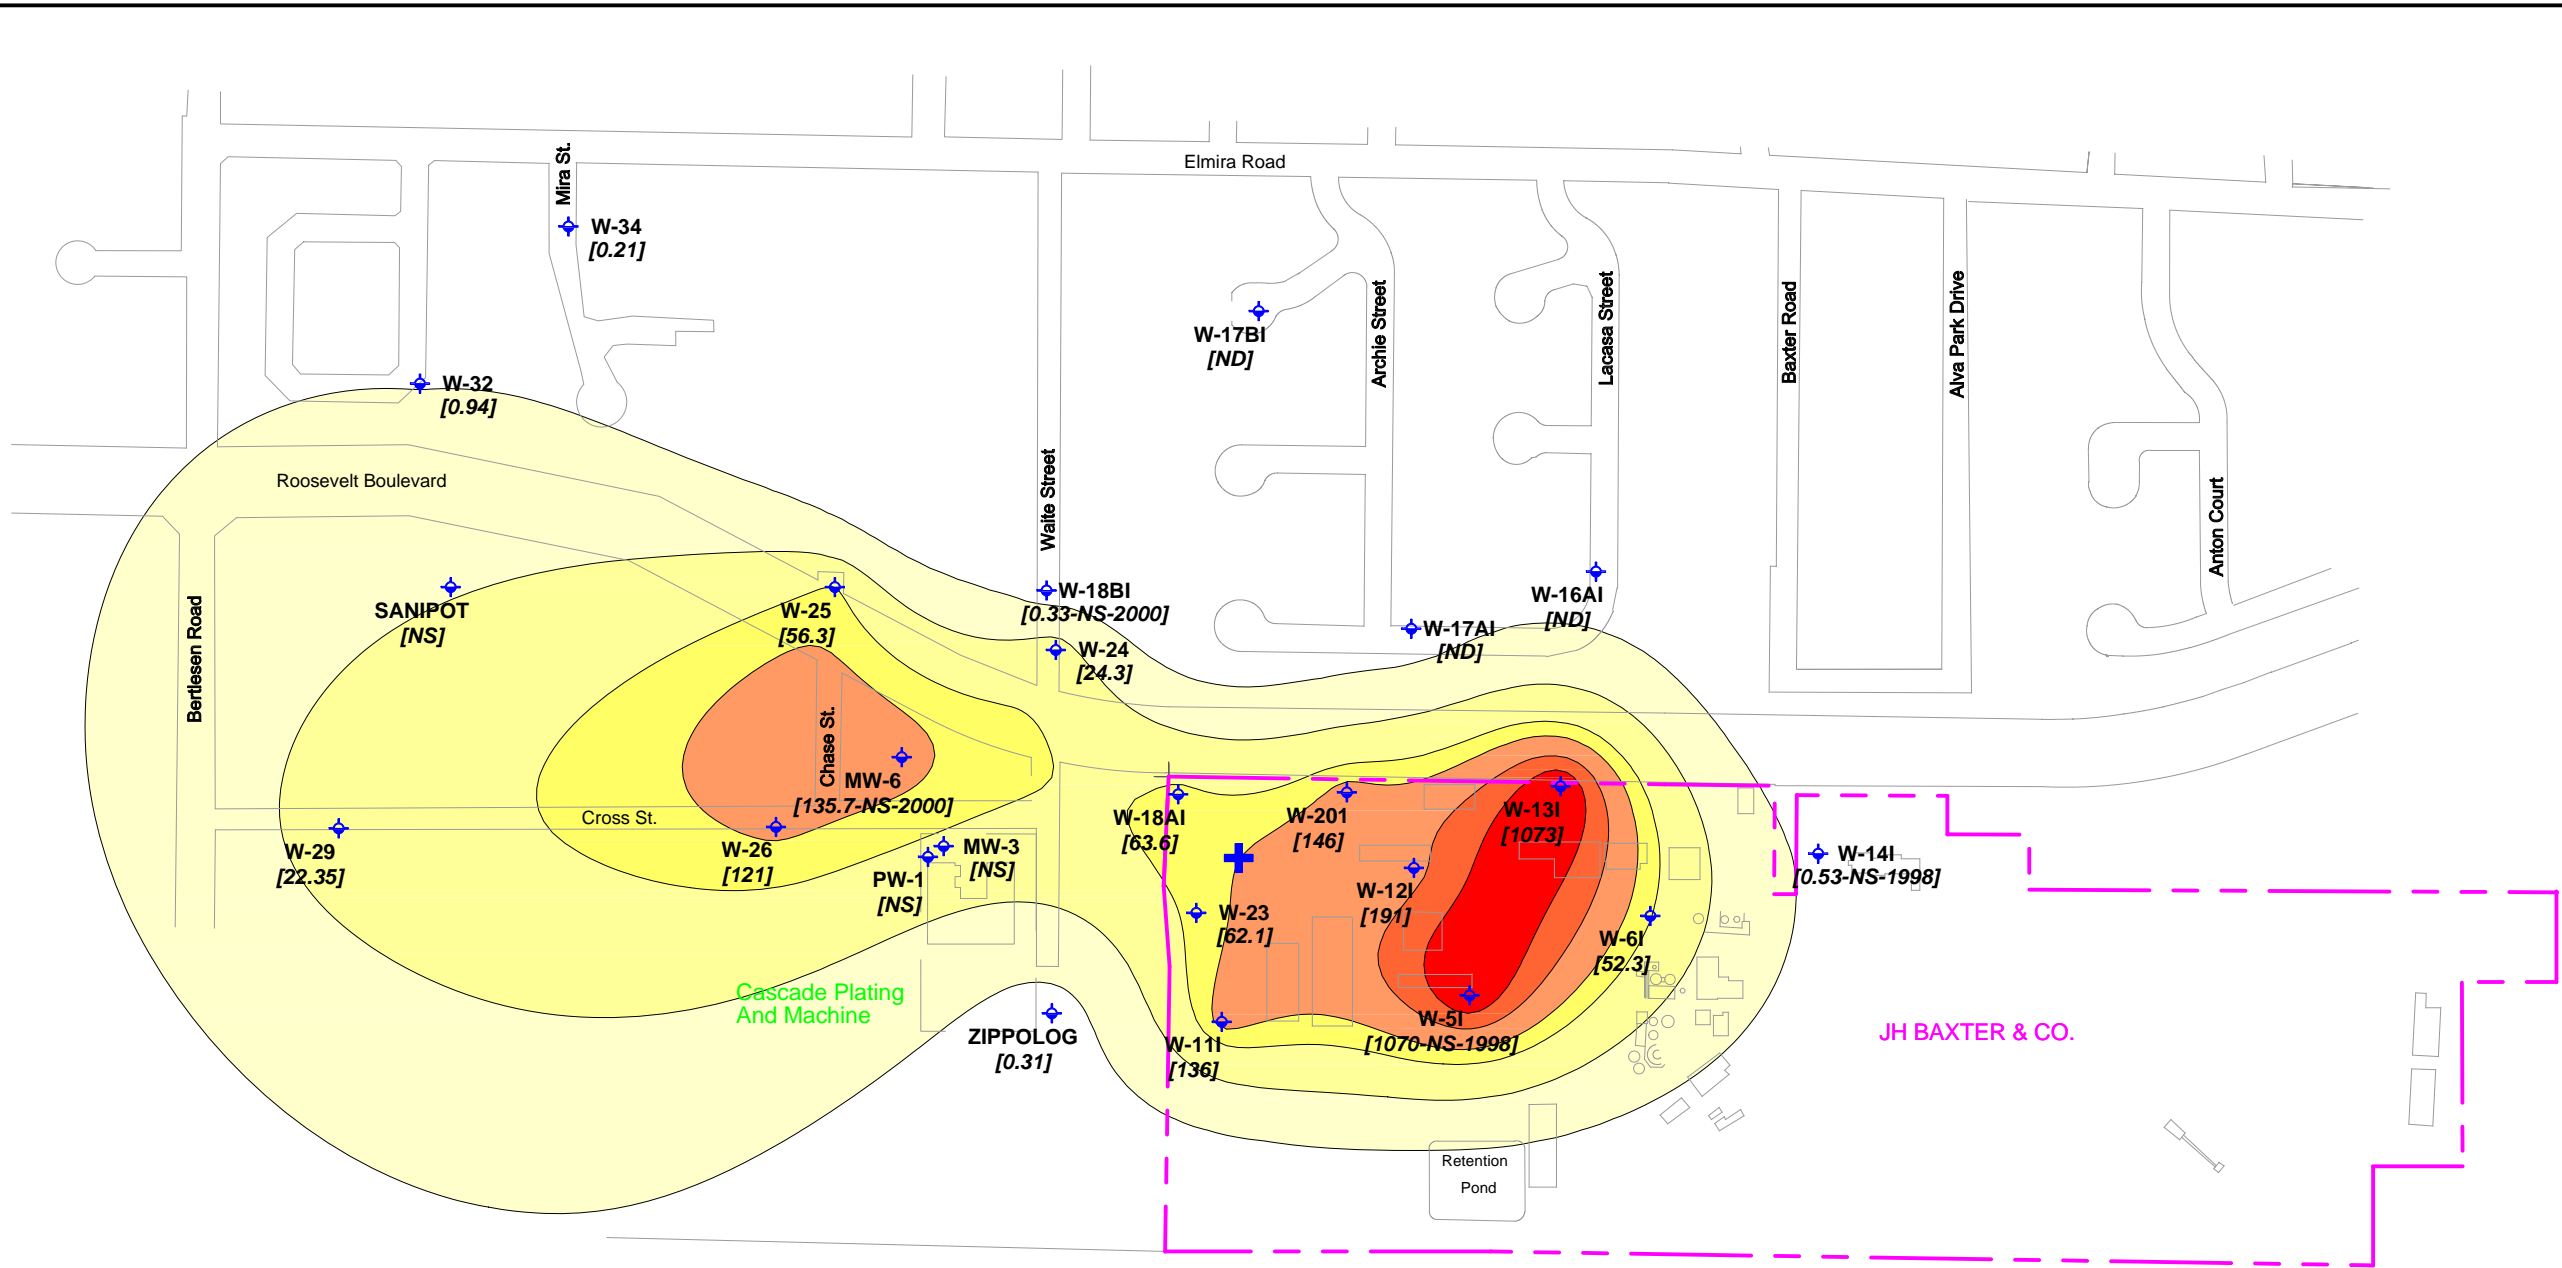 Elmira Road
Mira St.
W-34
[0.21]
W-17BI
[ND]
Archie Street
Lacasa Street
Baxter Road
Alva Park Drive
Anton Court
W-32
[0.94]
Roosevelt Boulevard
Waite Street
SANIPOT
[NS]
W-25
[56.3]
W-18BI
[0.33-NS-2000]
W-24
[24.3]
W-17AI
[ND]
W-16AI
[ND]
Bertlesen Road
Chase St.
MW-6
[135.7-NS-2000]
Cross St.
W-29
[22.35]
W-26
[121]
MW-3
[NS]
PW-1
[NS]
W-18AI
[63.6]
W-201
[146]
W-13I
[1073]
W-12I
[191]
W-14I
[0.53-NS-1998]
W-23
[62.1]
W-6I
[52.3]
Cascade Plating
And Machine
ZIPPOLOG
[0.31]
W-11I
[136]
W-5I
[1070-NS-1998]
JH BAXTER & CO.
Retention
Pond